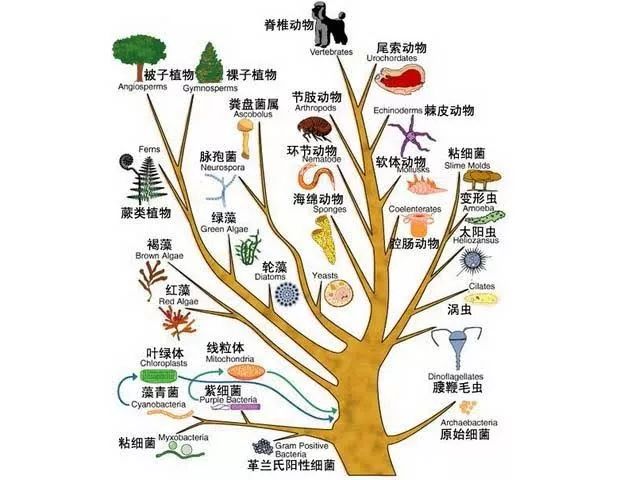 脊椎动物
Vertebrates
尾索动物
Urochordates
被子植物
Angiosperms
裸子植物
Gymnosperms
粪盘菌属
Ascobolus
节肢动物
Arthropods
Echinoderms 棘皮动物
Ferns
蕨类植物
脉孢菌
Neurospora
环节动物
Nematode
软体动物
Mollusks
粘细菌
Slime Molds
变形虫
Amoeba
绿藻
Green Algae
海绵动物
Sponges
Coelenterates
腔肠动物
太阳虫
Heliozansus
褐藻
Brown Algae
轮藻
Diatoms
Yeasts
红藻
Red Algae
Cilates
涡虫
叶绿体
Chloroplasts
线粒体
Mitochondria
藻青菌
Cyanobacteria
紫细菌
Purple Bacteria
Dinoflagellates
腰鞭毛虫
粘细菌
Myxobacteria
Gram Positive
Bacteria
革兰氏阳性细菌
Archaebacteria
原始细菌